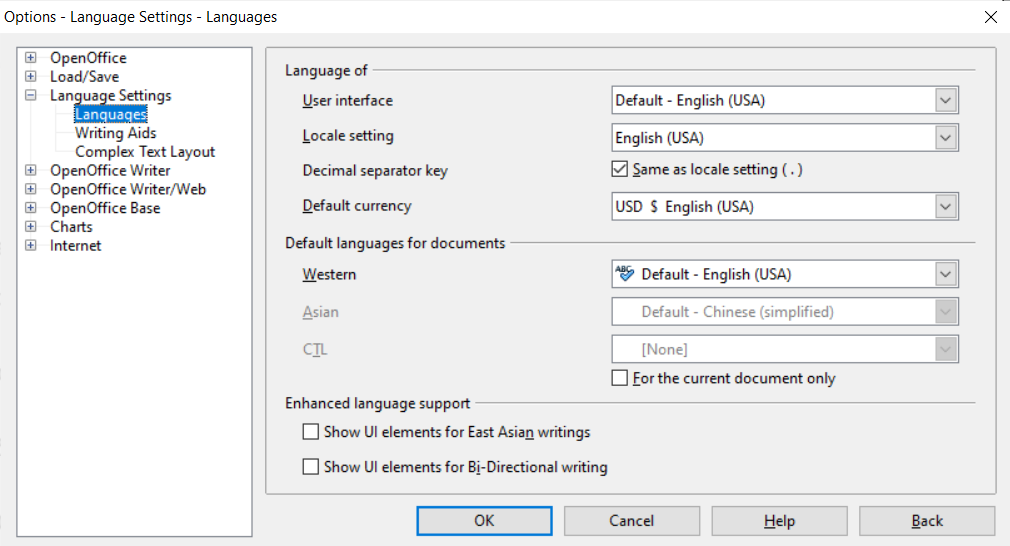 Options - Language Settings - Languages
OpenOffice
Load/Save
Language Settings
Languages
Writing Aids
Complex Text Layout
OpenOffice Writer
OpenOffice Writer/Web
OpenOffice Base
Charts
Internet
Language of
User interface
Default - English (USA)
Locale setting
English (USA)
Decimal separator key
Same as locale setting ( . )
Default currency
USD $ English (USA)
Default languages for documents
Western
ABC Default - English (USA)
Asian
Default - Chinese (simplified)
CTL
[None]
For the current document only
Enhanced language support
Show UI elements for East Asian writings
Show UI elements for Bi-Directional writing
OK
Cancel
Help
Back